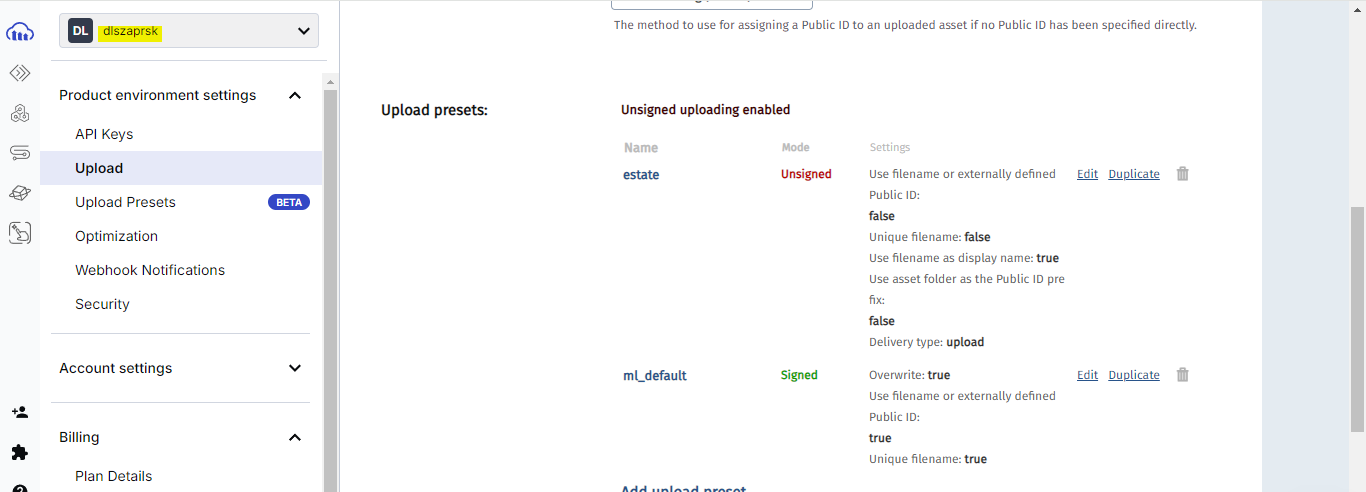 DL dlszaprsk
Product environment settings
API Keys
Upload
Upload Presets BETA
Optimization
Webhook Notifications
Security
Account settings
Billing
Plan Details
The method to use for assigning a Public ID to an uploaded asset if no Public ID has been specified directly.
Upload presets:
Unsigned uploading enabled
Name Mode Settings
estate Unsigned Use filename or externally defined Edit Duplicate
Public ID:
false
Unique filename: false
Use filename as display name: true
Use asset folder as the Public ID pre
fix:
false
Delivery type: upload
ml_default Signed Overwrite: true Edit Duplicate
Use filename or externally defined
Public ID:
true
Unique filename: true
Add upload preset